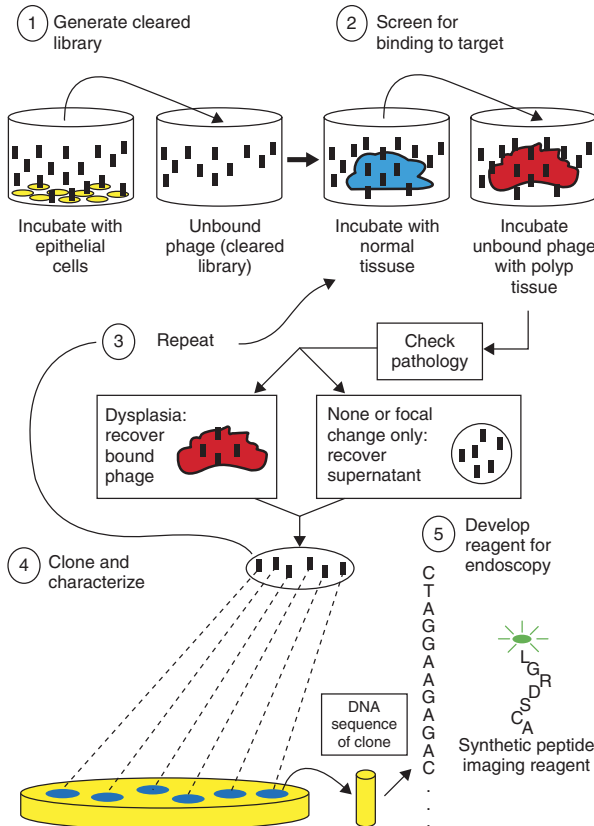 1 Generate cleared
library
2 Screen for
binding to target
Incubate with
epithelial
cells
Unbound
phage (cleared
library)
Incubate with
normal
tissuse
Incubate
unbound phage
with polyp
tissue
3 Repeat
Check
pathology
Dysplasia:
recover
bound
phage
None or focal
change only:
recover
supernatant
4 Clone and
characterize
5 Develop
reagent for
endoscopy
C
T
A
G
G
A
A
G
A
G
A
C
.
.
.
L
G
R
D
S
C
A
DNA
sequence
of clone
Synthetic peptide
imaging reagent